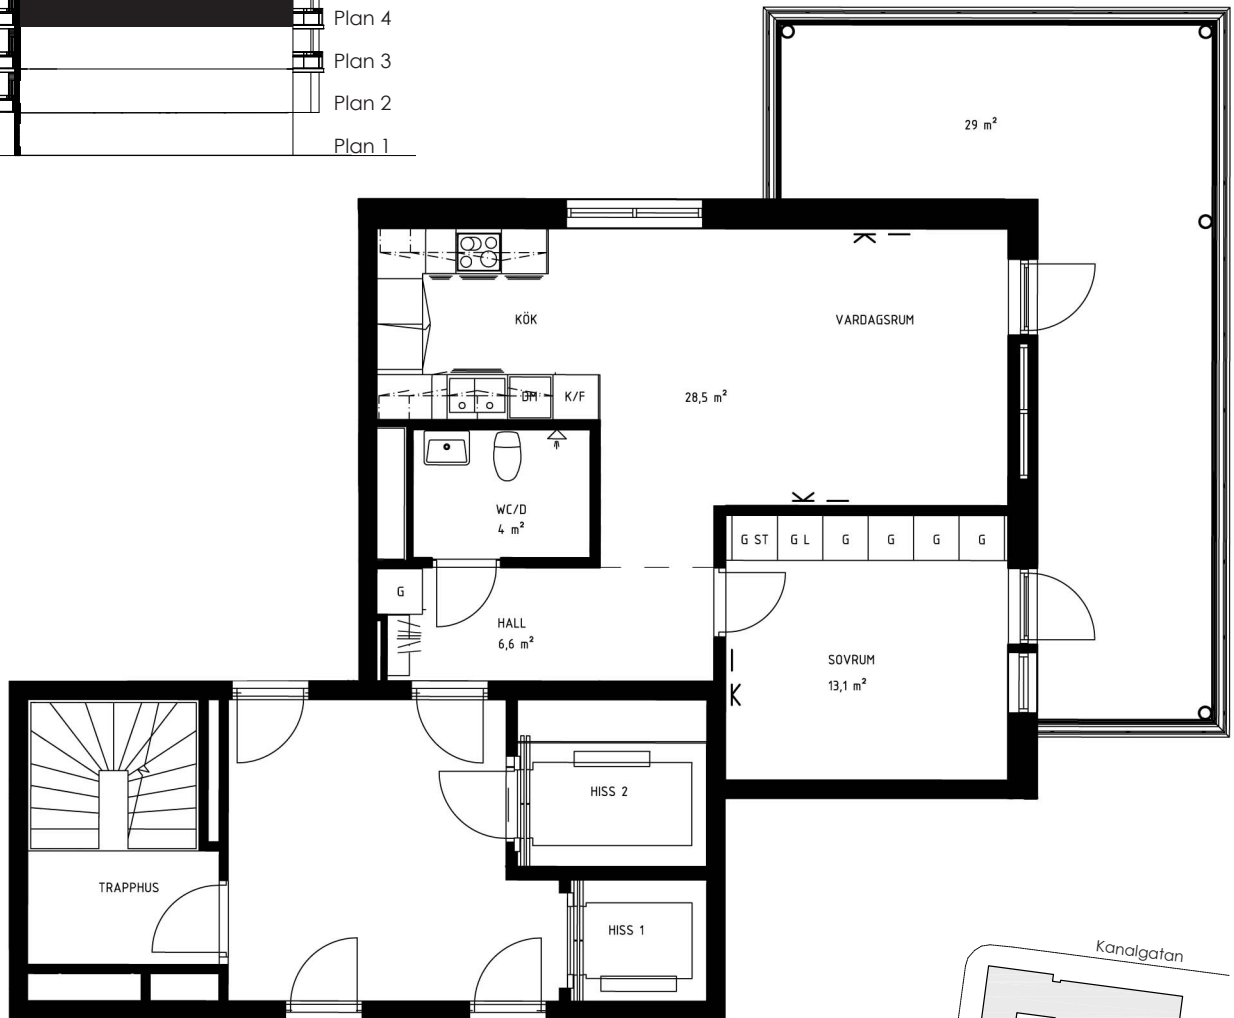 Plan 4
Plan 3
Plan 2
Plan 1
29 m²
KÖK
VARDAGSRUM
28,5 m²
DM
K/F
WC/D
4 m²
G ST
G L
G
G
G
G
G
HALL
6,6 m²
SOVRUM
13,1 m²
K
K
K
HISS 2
TRAPPHUS
HISS 1
Kanalgatan